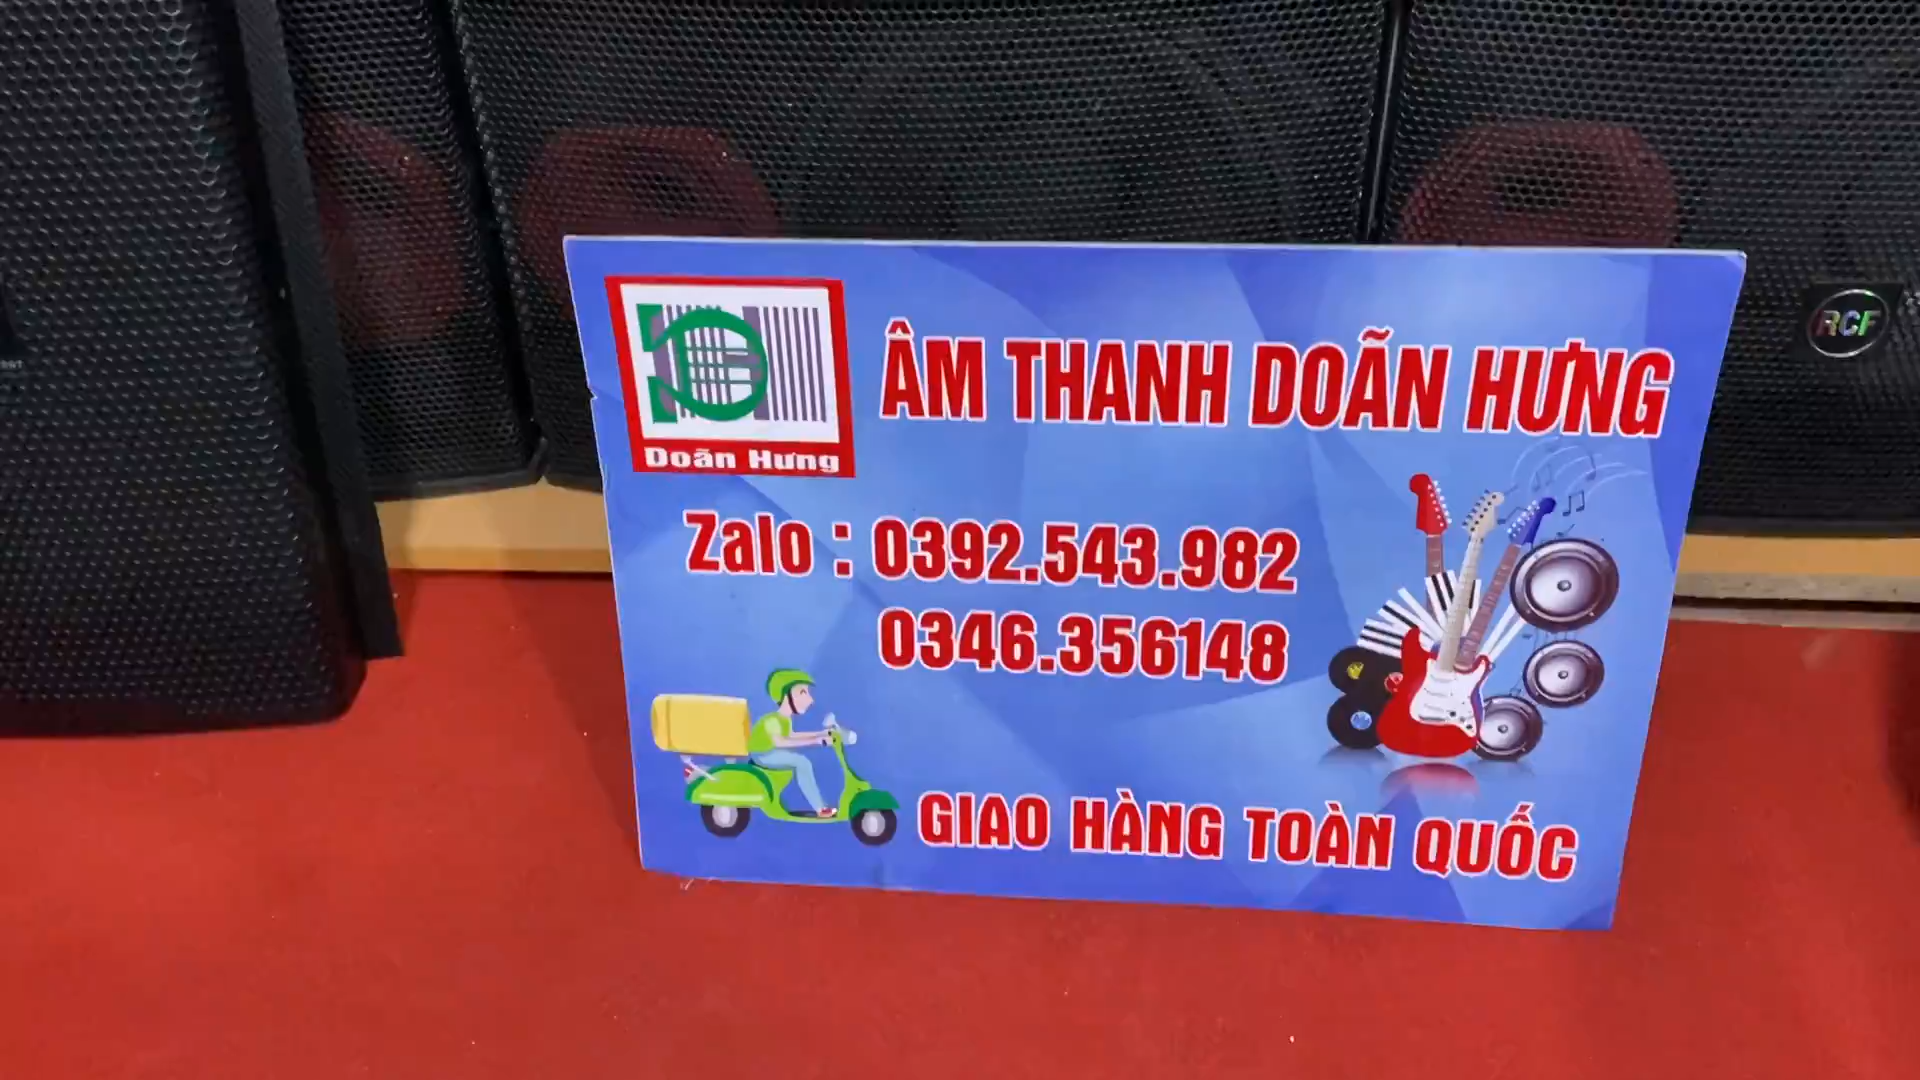 ÂM THANH DOÃN HƯNG
Doãn Hưng
Zalo : 0392.543.982
0346.356148
GIAO HÀNG TOÀN QUỐC
RCF